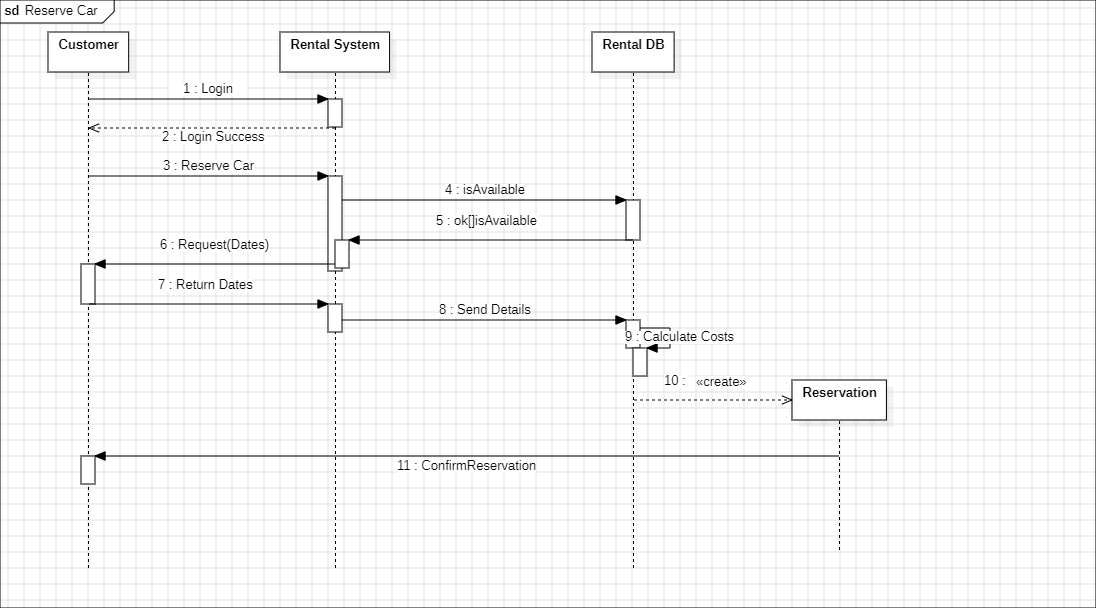 sd Reserve Car
Customer
Rental System
Rental DB
1 : Login
2 : Login Success
3 : Reserve Car
4 : isAvailable
5 : ok[]isAvailable
6 : Request(Dates)
7 : Return Dates
8 : Send Details
9 : Calculate Costs
10 : «create»
Reservation
11 : ConfirmReservation